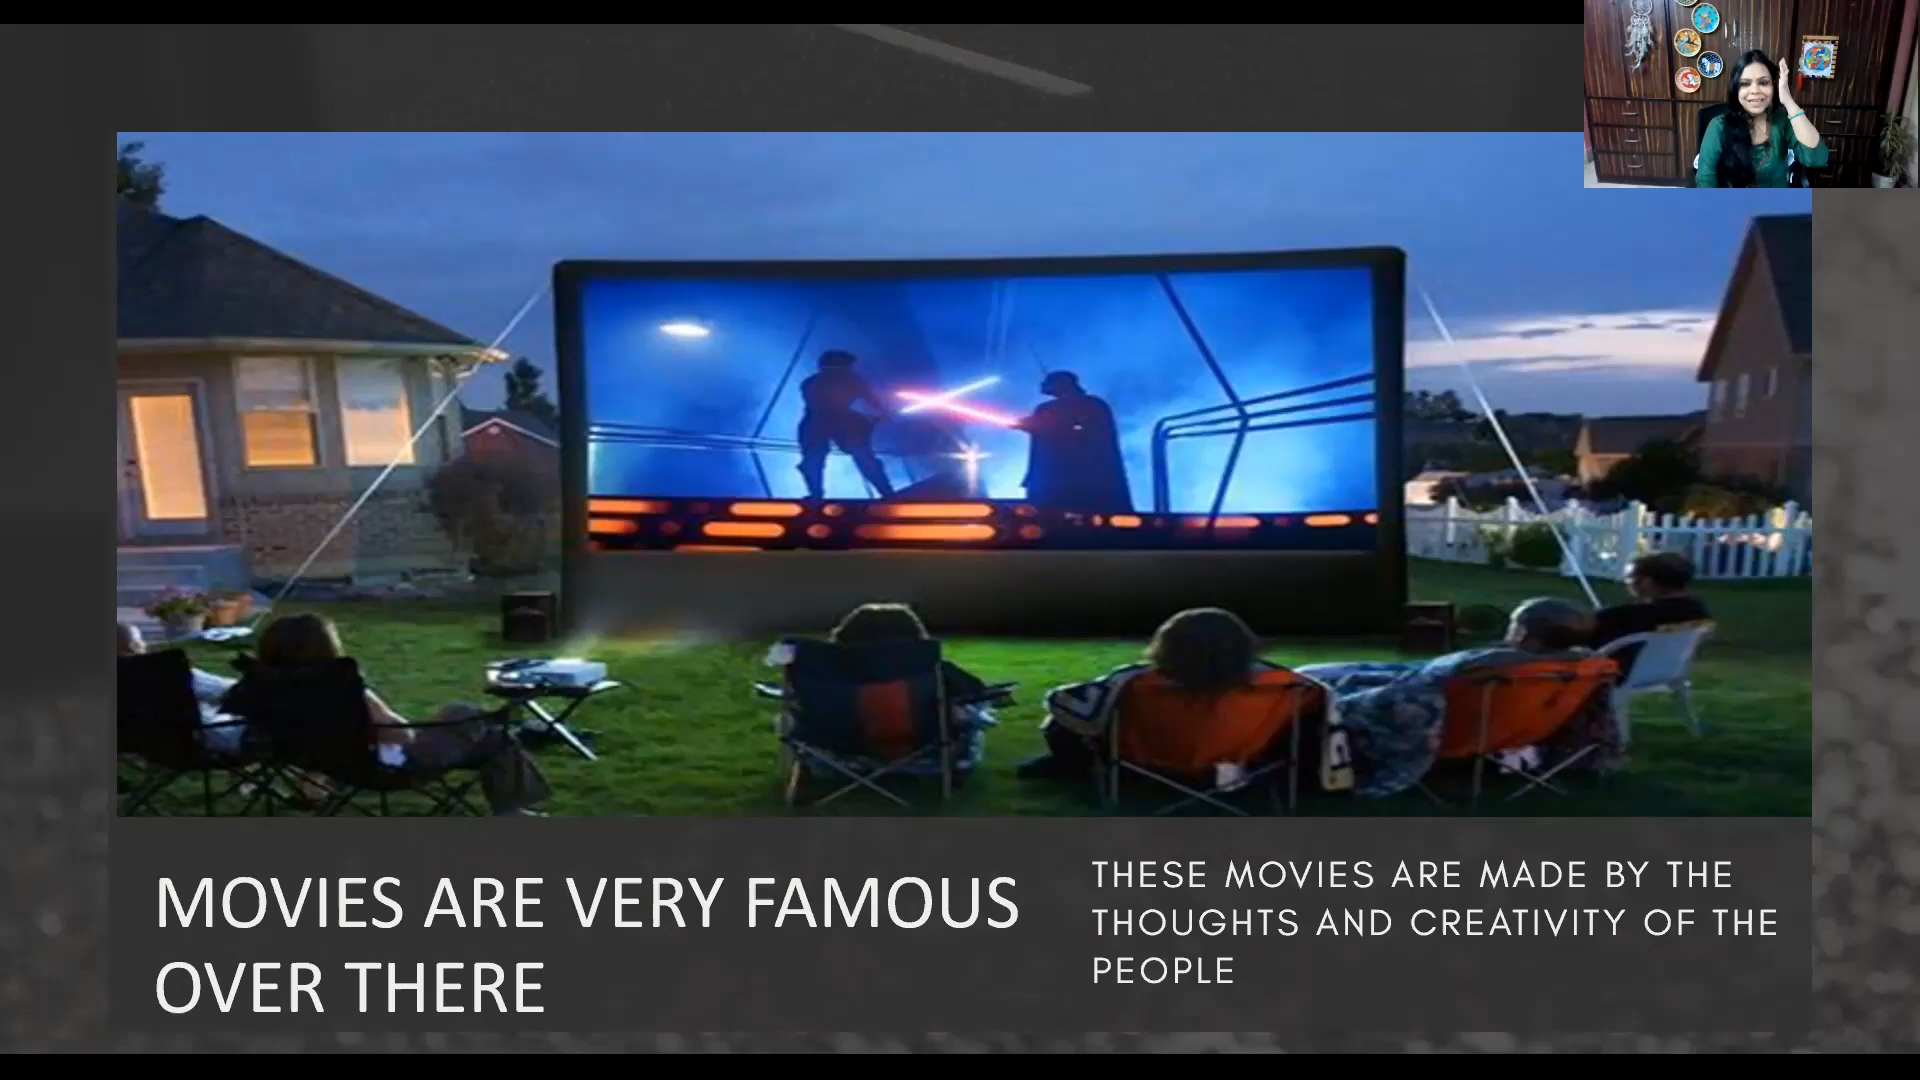 MOVIES ARE VERY FAMOUS
OVER THERE
THESE MOVIES ARE MADE BY THE
THOUGHTS AND CREATIVITY OF THE
PEOPLE